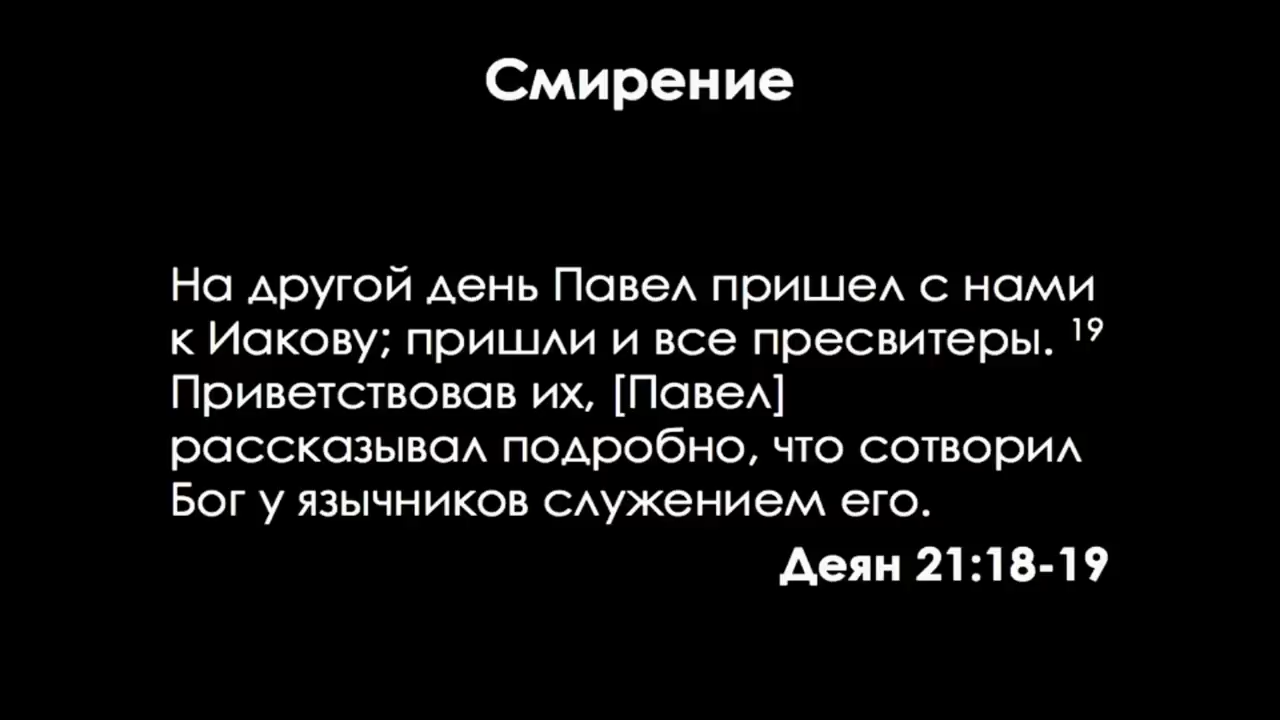 Смирение
На другой день Павел пришел с нами
к Иакову; пришли и все пресвитеры. 19
Приветствовав их, [Павел]
рассказывал подробно, что сотворил
Бог у язычников служением его.
Деян 21:18-19